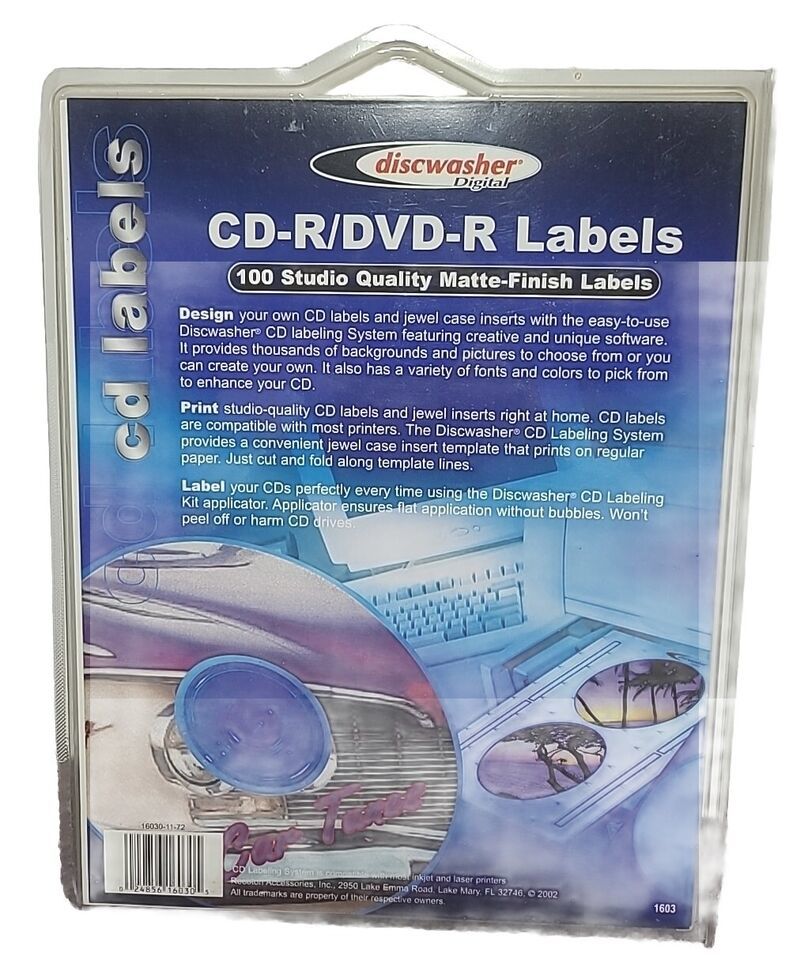 discwasher®
Digital
cd labels
CD-R/DVD-R Labels
100 Studio Quality Matte-Finish Labels
Design your own CD labels and jewel case inserts with the easy-to-use
Discwasher® CD labeling System featuring creative and unique software.
It provides thousands of backgrounds and pictures to choose from or you
can create your own. It also has a variety of fonts and colors to pick from
to enhance your CD.
Print studio-quality CD labels and jewel inserts right at home. CD labels
are compatible with most printers. The Discwasher® CD Labeling System
provides a convenient jewel case insert template that prints on regular
paper. Just cut and fold along template lines.
Label your CDs perfectly every time using the Discwasher® CD Labeling
Kit applicator. Applicator ensures flat application without bubbles. Won't
peel off or harm CD drives.
Car Tunes
16030-11-72
0 24856 16030 5
CD Labeling System is compatible with most inkjet and laser printers
Recoton Accessories, Inc., 2950 Lake Emma Road, Lake Mary, FL 32746, © 2002
All trademarks are property of their respective owners.
1603